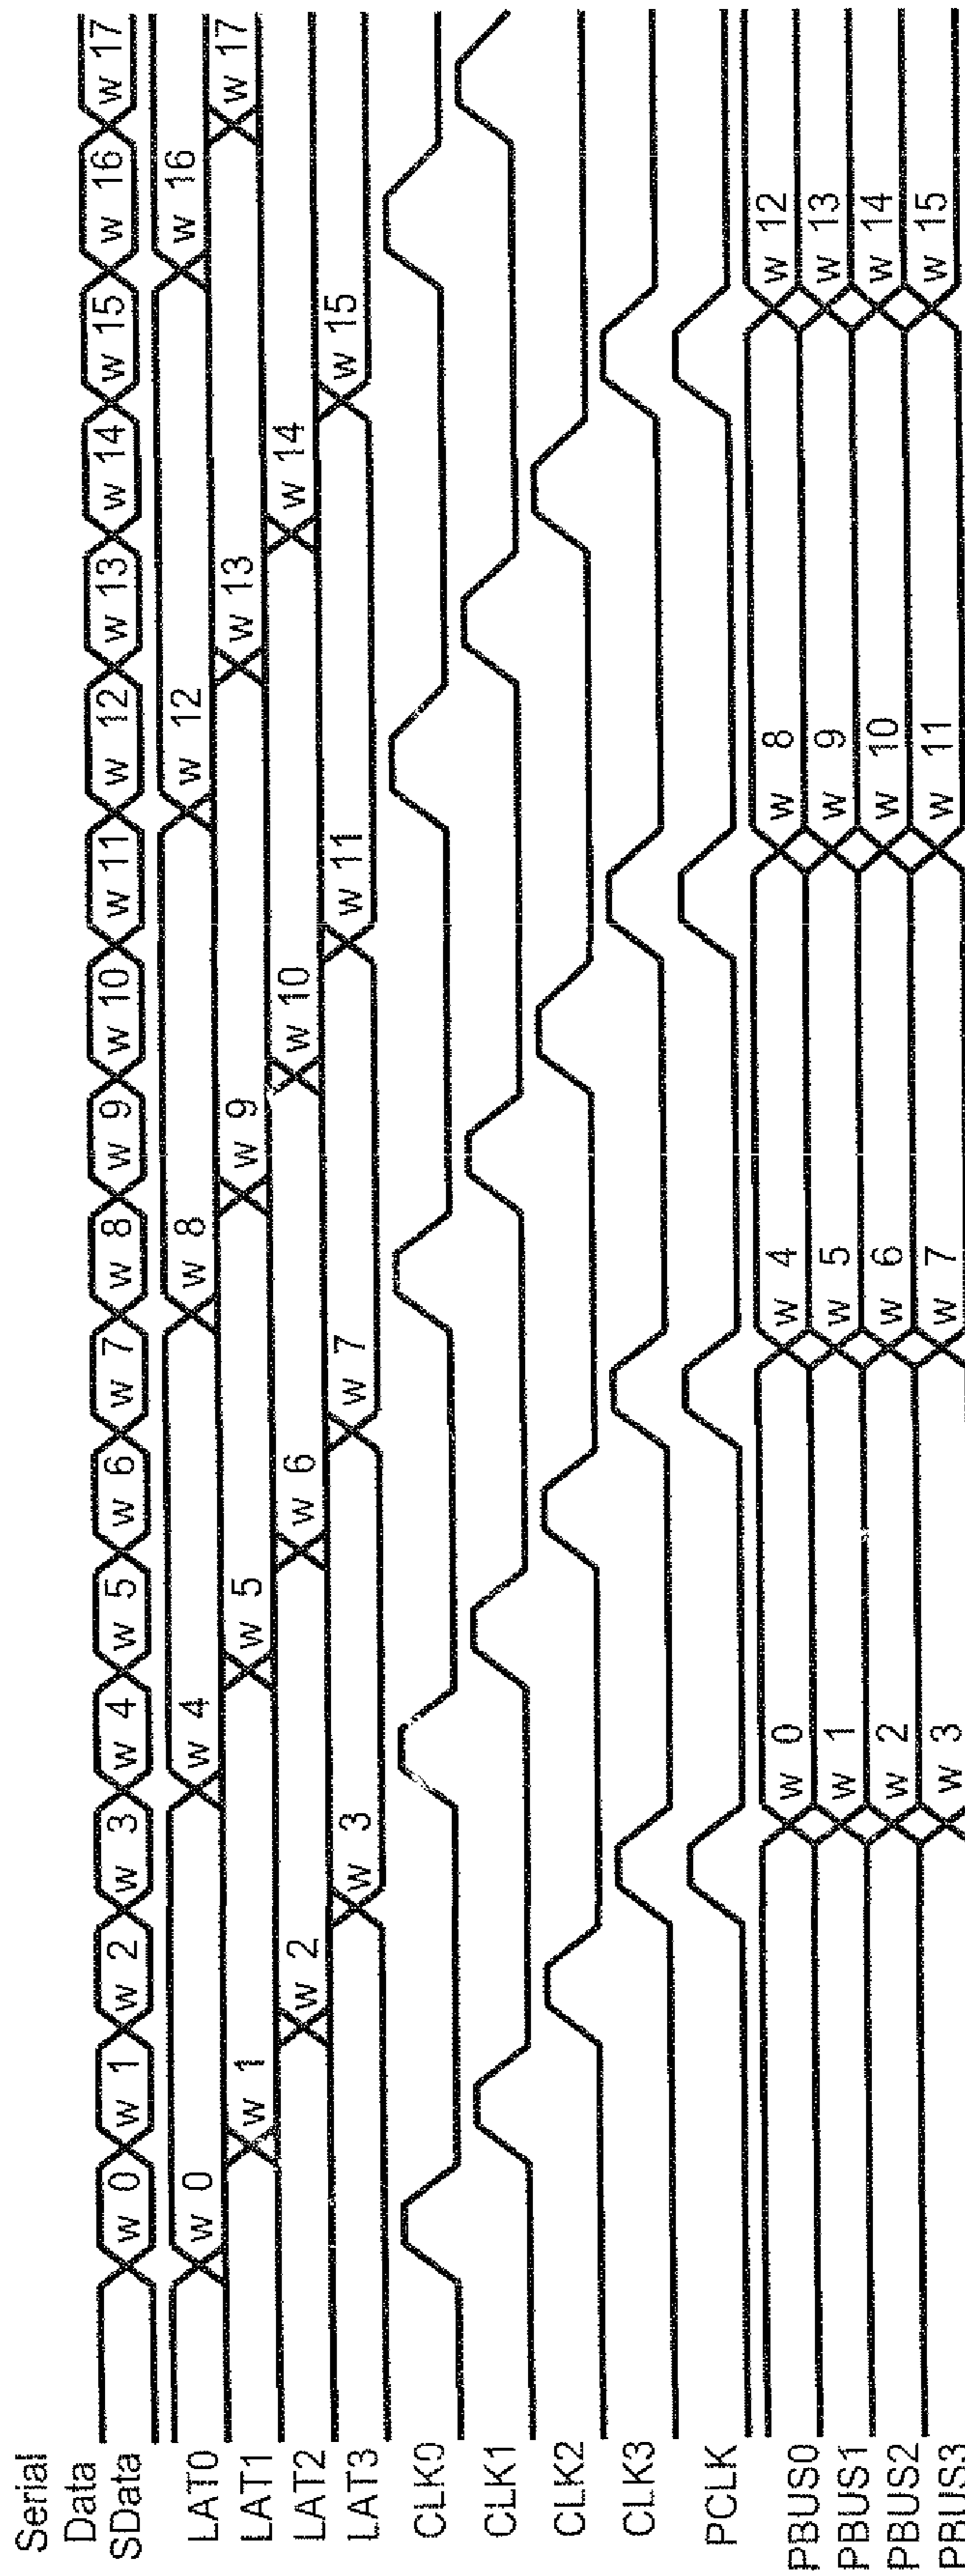 Serial
Data
SData w 0 w 1 w 2 w 3 w 4 w 5 w 6 w 7 w 8 w 9 w 10 w 11 w 12 w 13 w 14 w 15 w 16 w 17
LAT0 w 0 w 4 w 8 w 12 w 16
LAT1 w 1 w 5 w 9 w 13 w 17
LAT2 w 2 w 6 w 10 w 14
LAT3 w 3 w 7 w 11 w 15
CLK0
CLK1
CLK2
CLK3
PCLK
PBUS0 w 0 w 4 w 8 w 12
PBUS1 w 1 w 5 w 9 w 13
PBUS2 w 2 w 6 w 10 w 14
PBUS3 w 3 w 7 w 11 w 15